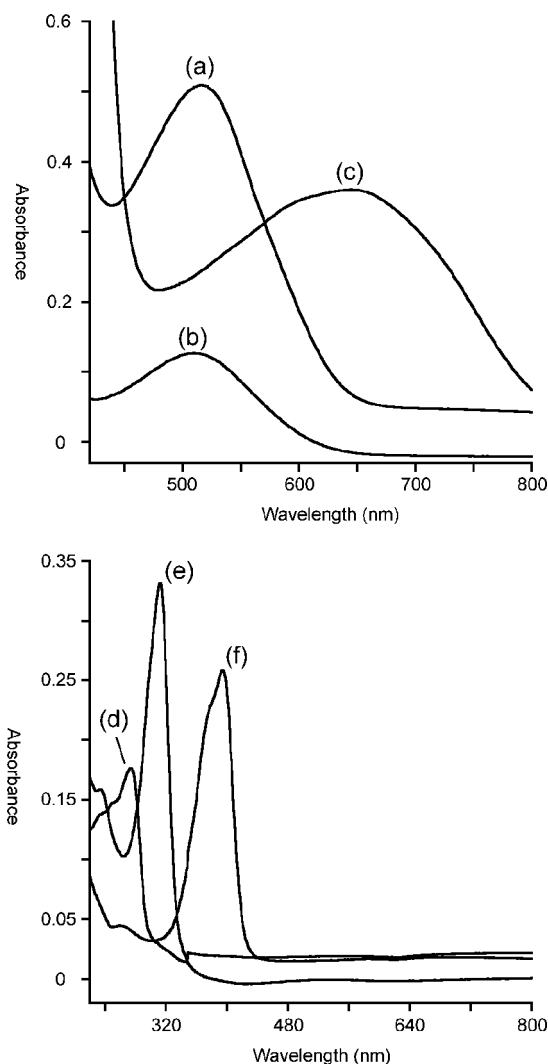 0.6
(a)
0.4
(c)
Absorbance
0.2
(b)
0
500 600 700 800
Wavelength (nm)
0.35
(e)
0.25
(f)
(d)
Absorbance
0.15
0.05
0
320 480 640 800
Wavelength (nm)